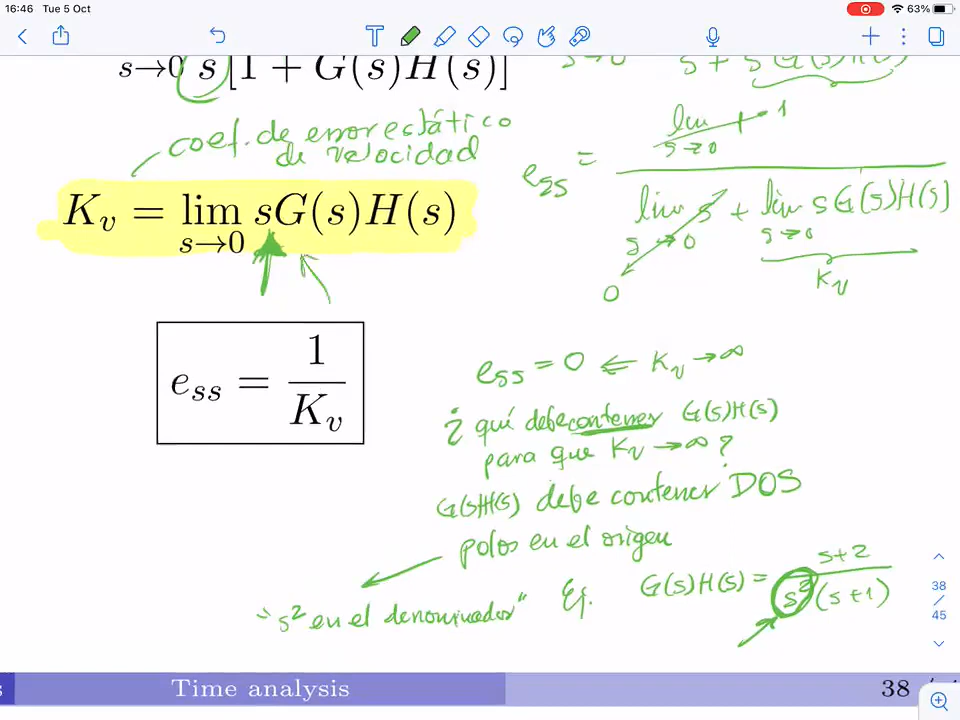 16:46 Tue 5 Oct
63%
s→0 s [1 + G(s)H(s)]
s→0 s + s G(s)H(s)
coef. de error estático
de velocidad
K_v = lim s→0 sG(s)H(s)
e_ss = 1 / K_v
e_ss = lim s→0 1 → 1
lim s→0 s + lim s→0 s G(s)H(s)
0
K_v
e_ss = 0 ⇐ K_v → ∞
¿ qué debe contener G(s)H(s)
para que K_v → ∞ ?
G(s)H(s) debe contener DOS
polos en el origen
"s² en el denominador"
Ej. G(s)H(s) = s+2 / s² (s+1)
38
/
45
s
Time analysis
38 /